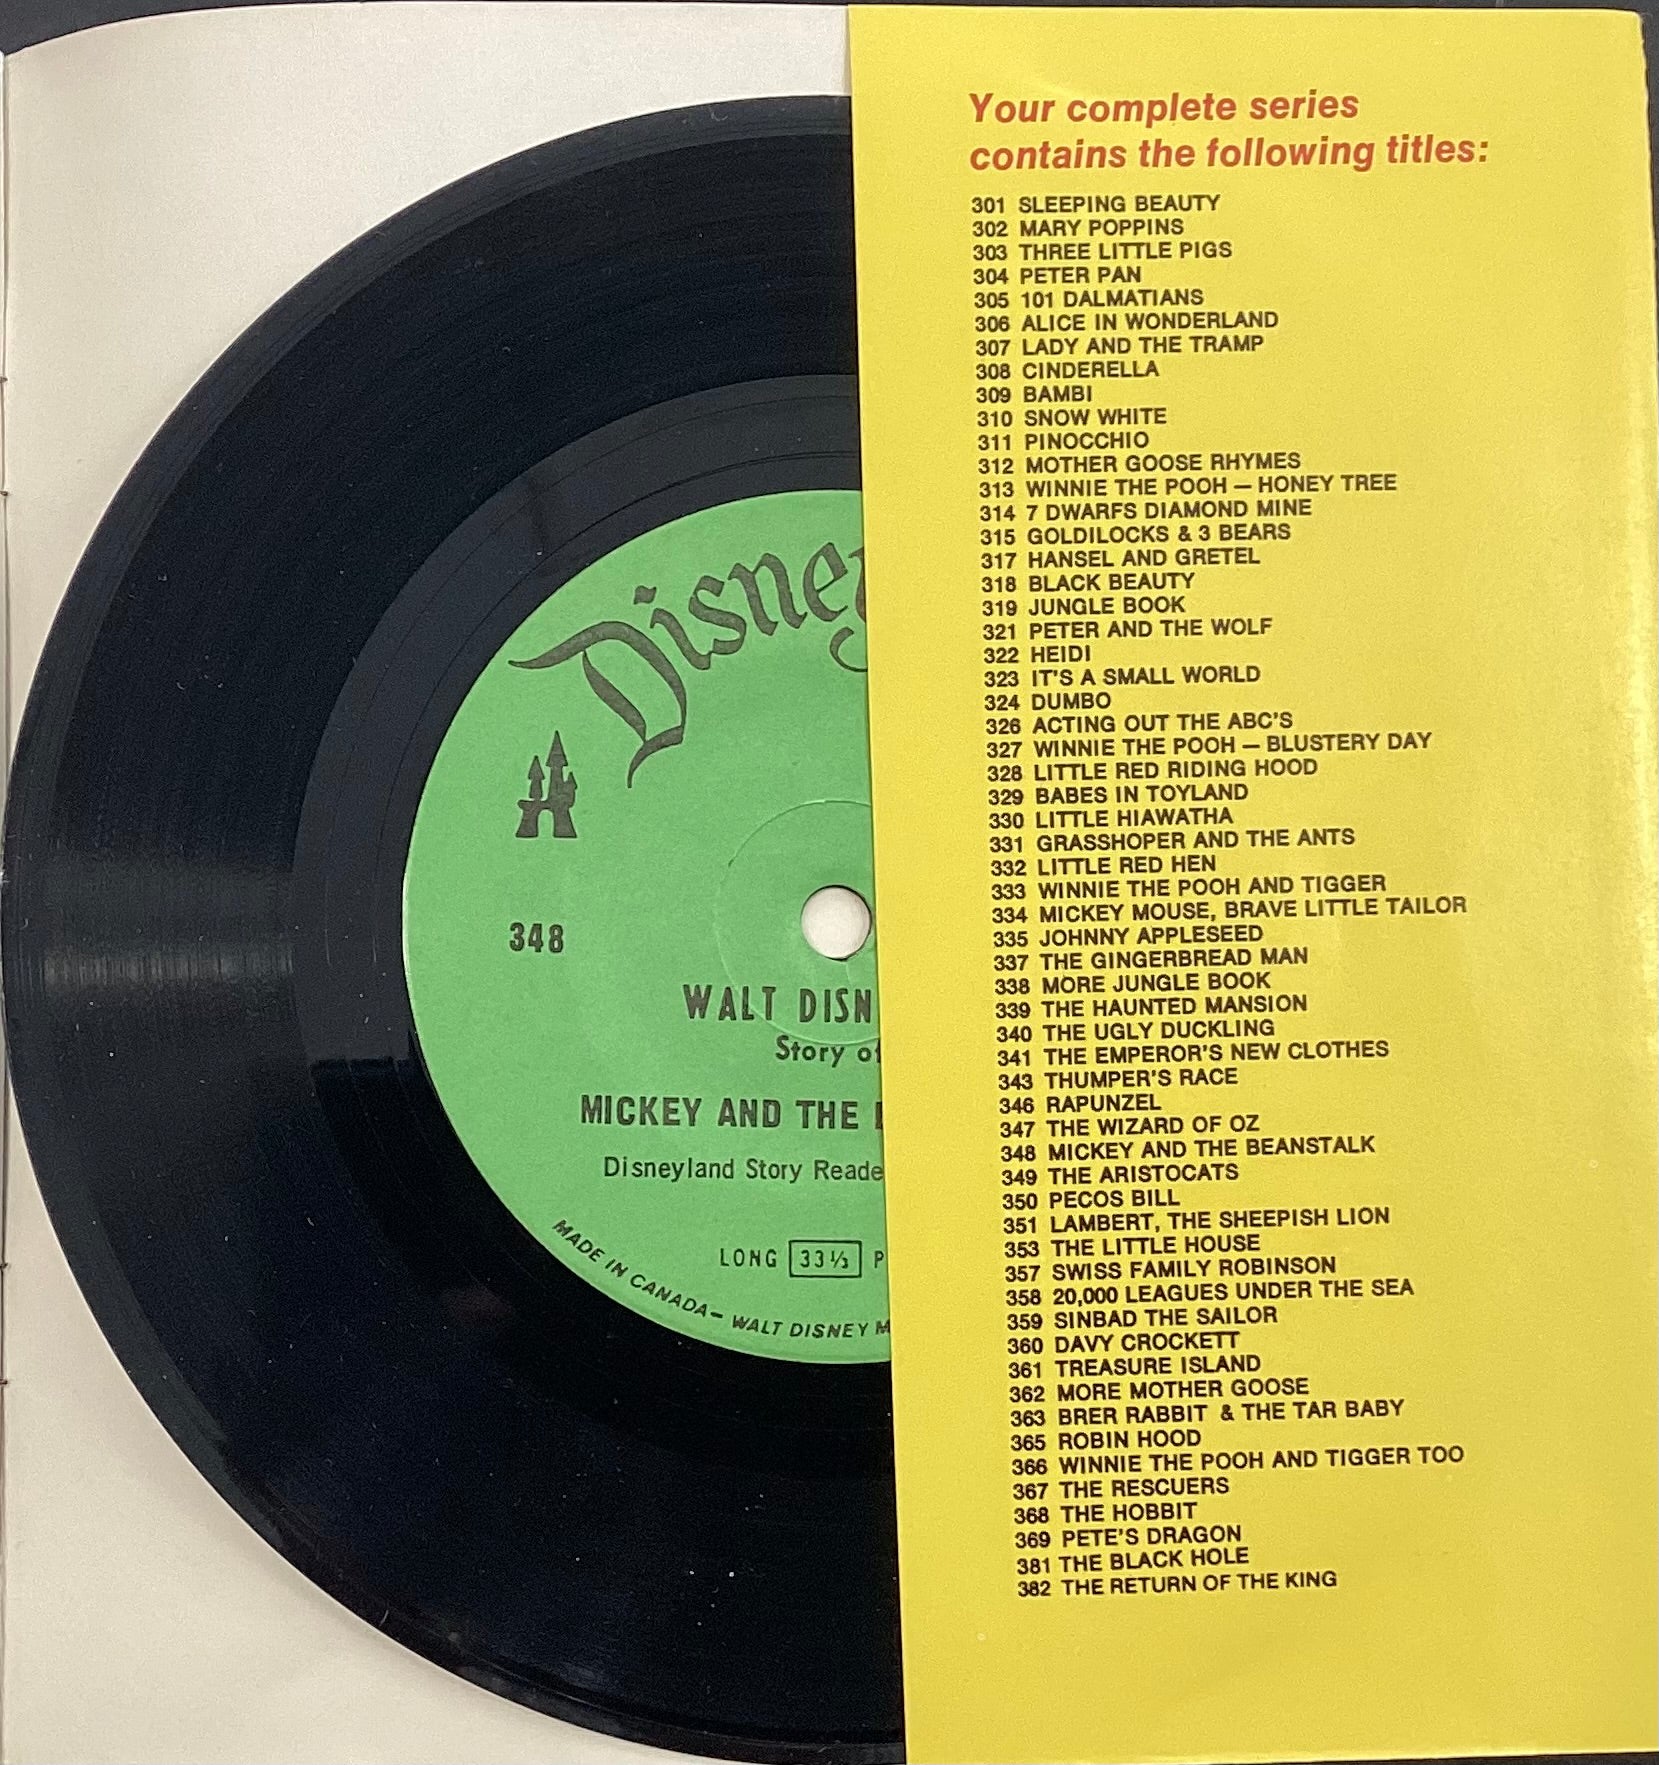 Disney
348
WALT DISN
Story of
MICKEY AND THE
Disneyland Story Reade
LONG 33⅓ P
MADE IN CANADA – WALT DISNEY M
Your complete series
contains the following titles:
301 SLEEPING BEAUTY
302 MARY POPPINS
303 THREE LITTLE PIGS
304 PETER PAN
305 101 DALMATIANS
306 ALICE IN WONDERLAND
307 LADY AND THE TRAMP
308 CINDERELLA
309 BAMBI
310 SNOW WHITE
311 PINOCCHIO
312 MOTHER GOOSE RHYMES
313 WINNIE THE POOH — HONEY TREE
314 7 DWARFS DIAMOND MINE
315 GOLDILOCKS & 3 BEARS
317 HANSEL AND GRETEL
318 BLACK BEAUTY
319 JUNGLE BOOK
321 PETER AND THE WOLF
322 HEIDI
323 IT'S A SMALL WORLD
324 DUMBO
326 ACTING OUT THE ABC'S
327 WINNIE THE POOH — BLUSTERY DAY
328 LITTLE RED RIDING HOOD
329 BABES IN TOYLAND
330 LITTLE HIAWATHA
331 GRASSHOPER AND THE ANTS
332 LITTLE RED HEN
333 WINNIE THE POOH AND TIGGER
334 MICKEY MOUSE, BRAVE LITTLE TAILOR
335 JOHNNY APPLESEED
337 THE GINGERBREAD MAN
338 MORE JUNGLE BOOK
339 THE HAUNTED MANSION
340 THE UGLY DUCKLING
341 THE EMPEROR'S NEW CLOTHES
343 THUMPER'S RACE
346 RAPUNZEL
347 THE WIZARD OF OZ
348 MICKEY AND THE BEANSTALK
349 THE ARISTOCATS
350 PECOS BILL
351 LAMBERT, THE SHEEPISH LION
353 THE LITTLE HOUSE
357 SWISS FAMILY ROBINSON
358 20,000 LEAGUES UNDER THE SEA
359 SINBAD THE SAILOR
360 DAVY CROCKETT
361 TREASURE ISLAND
362 MORE MOTHER GOOSE
363 BRER RABBIT & THE TAR BABY
365 ROBIN HOOD
366 WINNIE THE POOH AND TIGGER TOO
367 THE RESCUERS
368 THE HOBBIT
369 PETE'S DRAGON
381 THE BLACK HOLE
382 THE RETURN OF THE KING